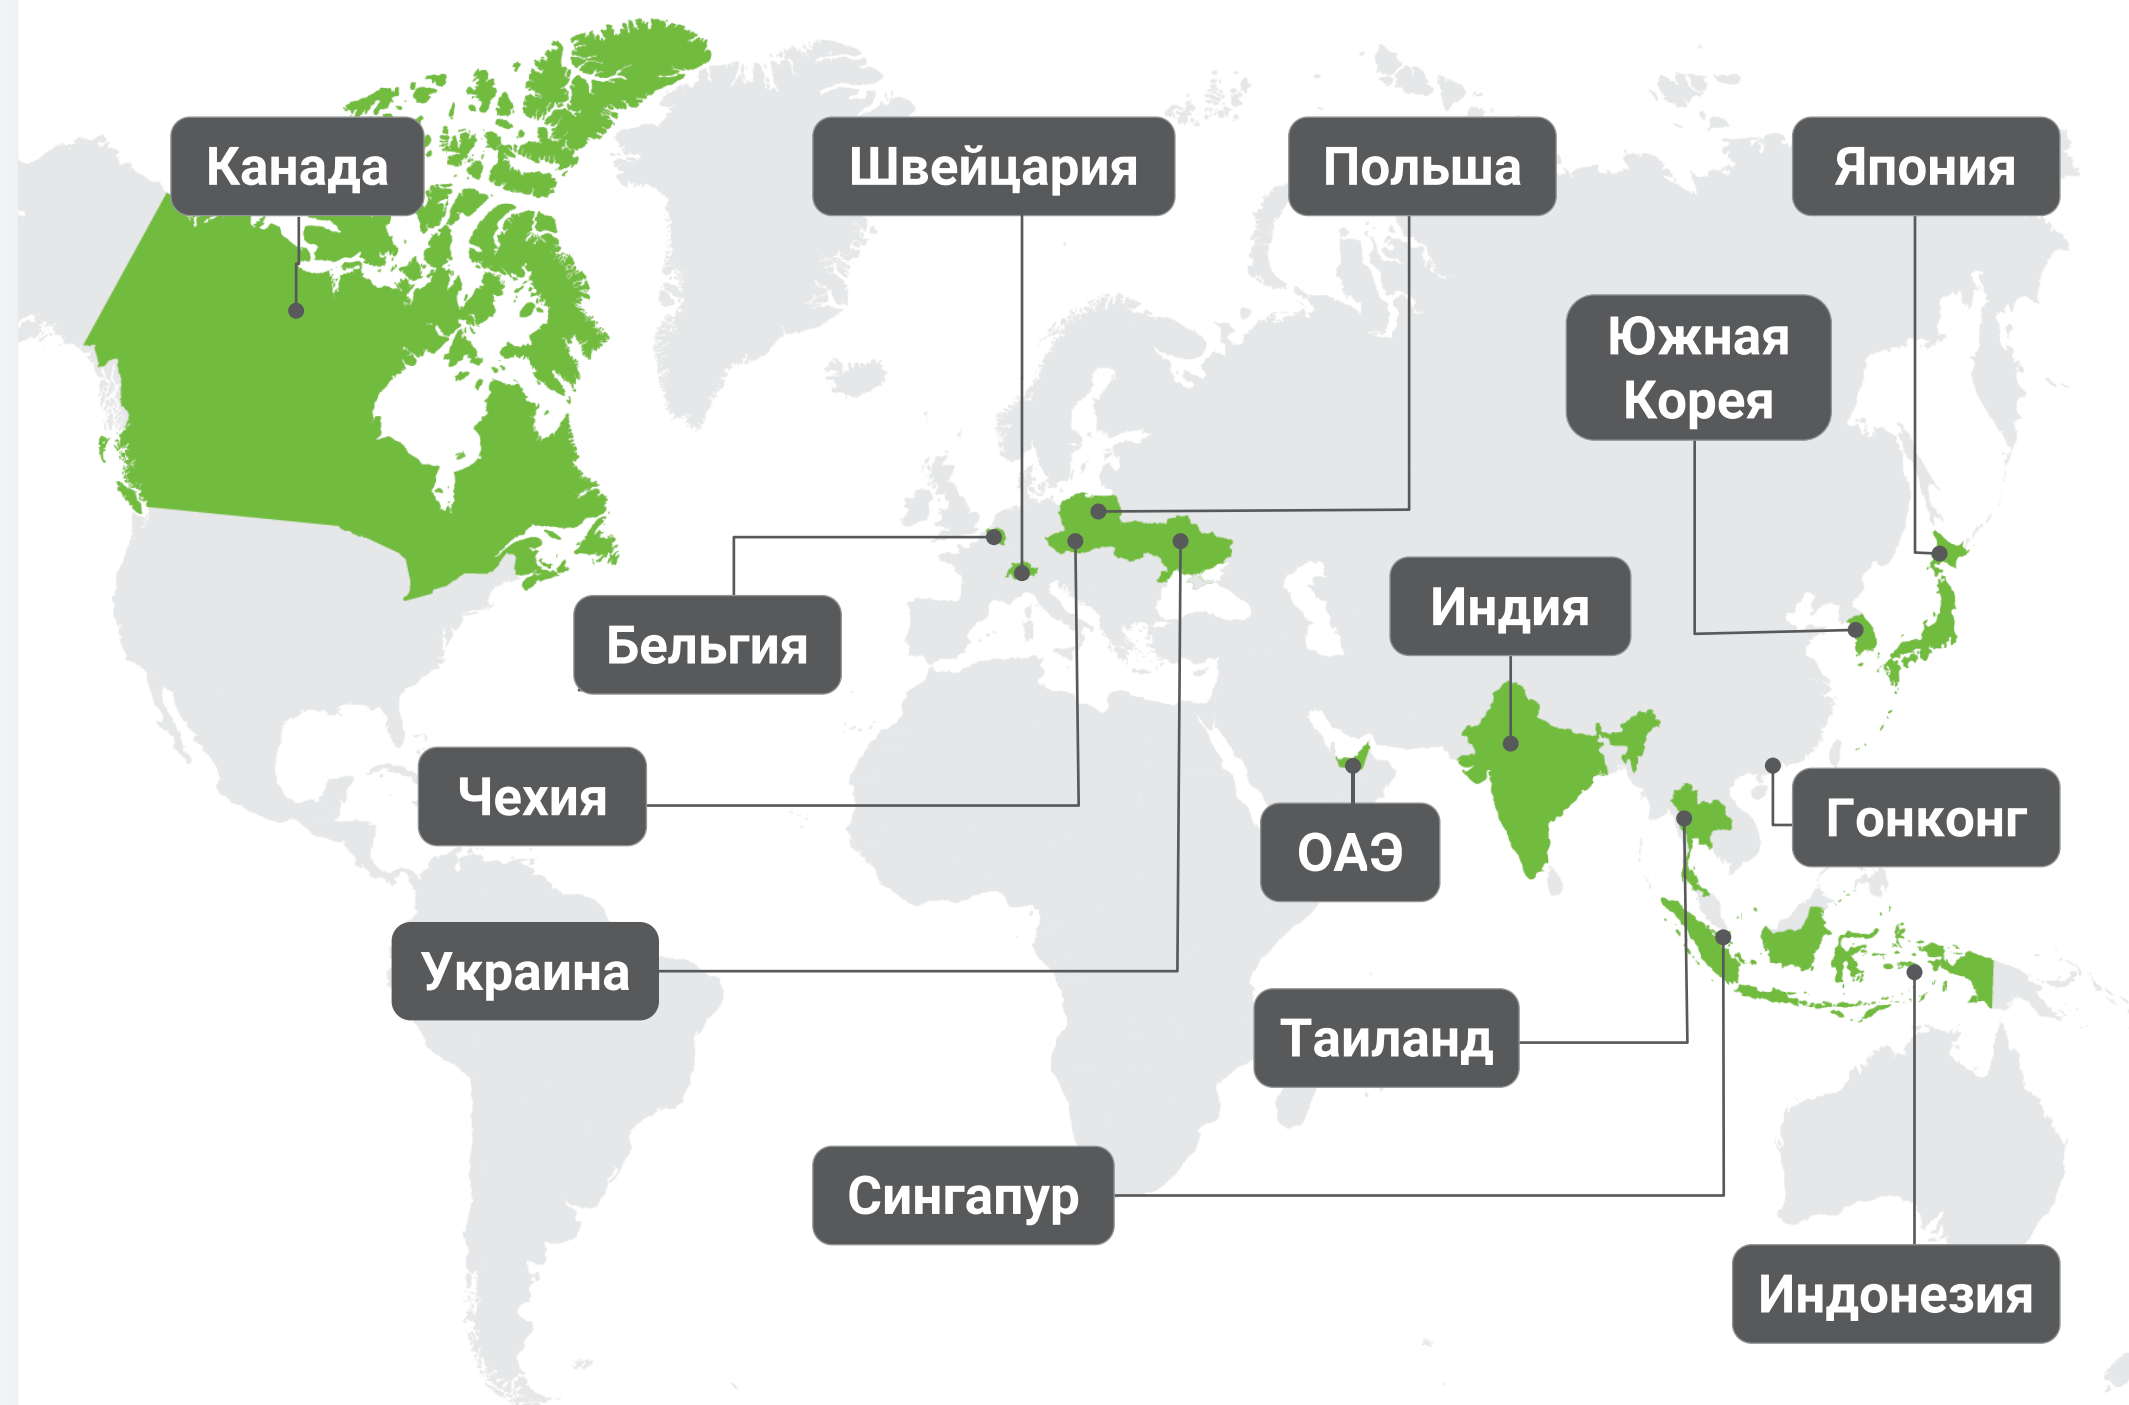 Канада
Швейцария
Польша
Япония
Южная
Корея
Индия
Бельгия
Чехия
Гонконг
ОАЭ
Украина
Таиланд
Сингапур
Индонезия